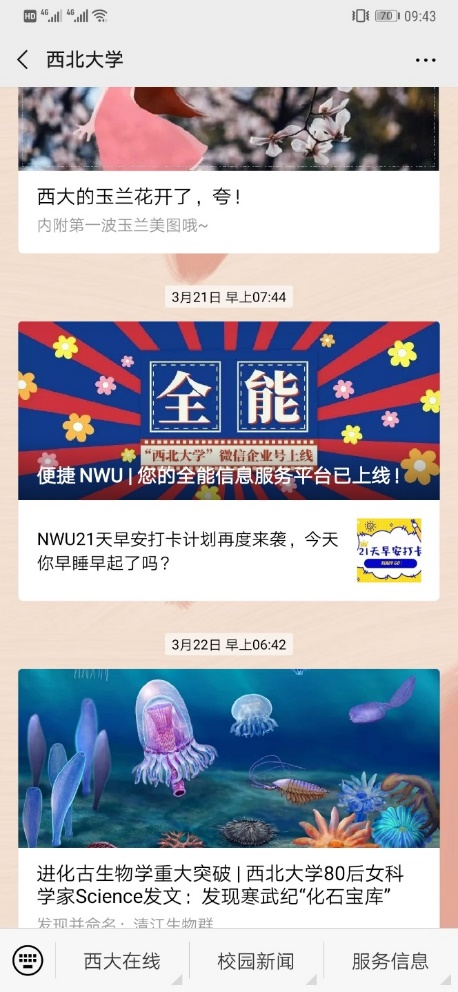 HD 4G 4G 70 09:43
西北大学
西大的玉兰花开了，夸！
内附第一波玉兰美图哦~
3月21日 早上07:44
全能
“西北大学”微信企业号上线
便捷 NWU | 您的全能信息服务平台已上线！
NWU21天早安打卡计划再度来袭，今天
你早睡早起了吗？
21天早安打卡
READY GO!
3月22日 早上06:42
进化古生物学重大突破 | 西北大学80后女科
学家Science发文：发现寒武纪“化石宝库”
发现并命名：清江生物群
西大在线
校园新闻
服务信息